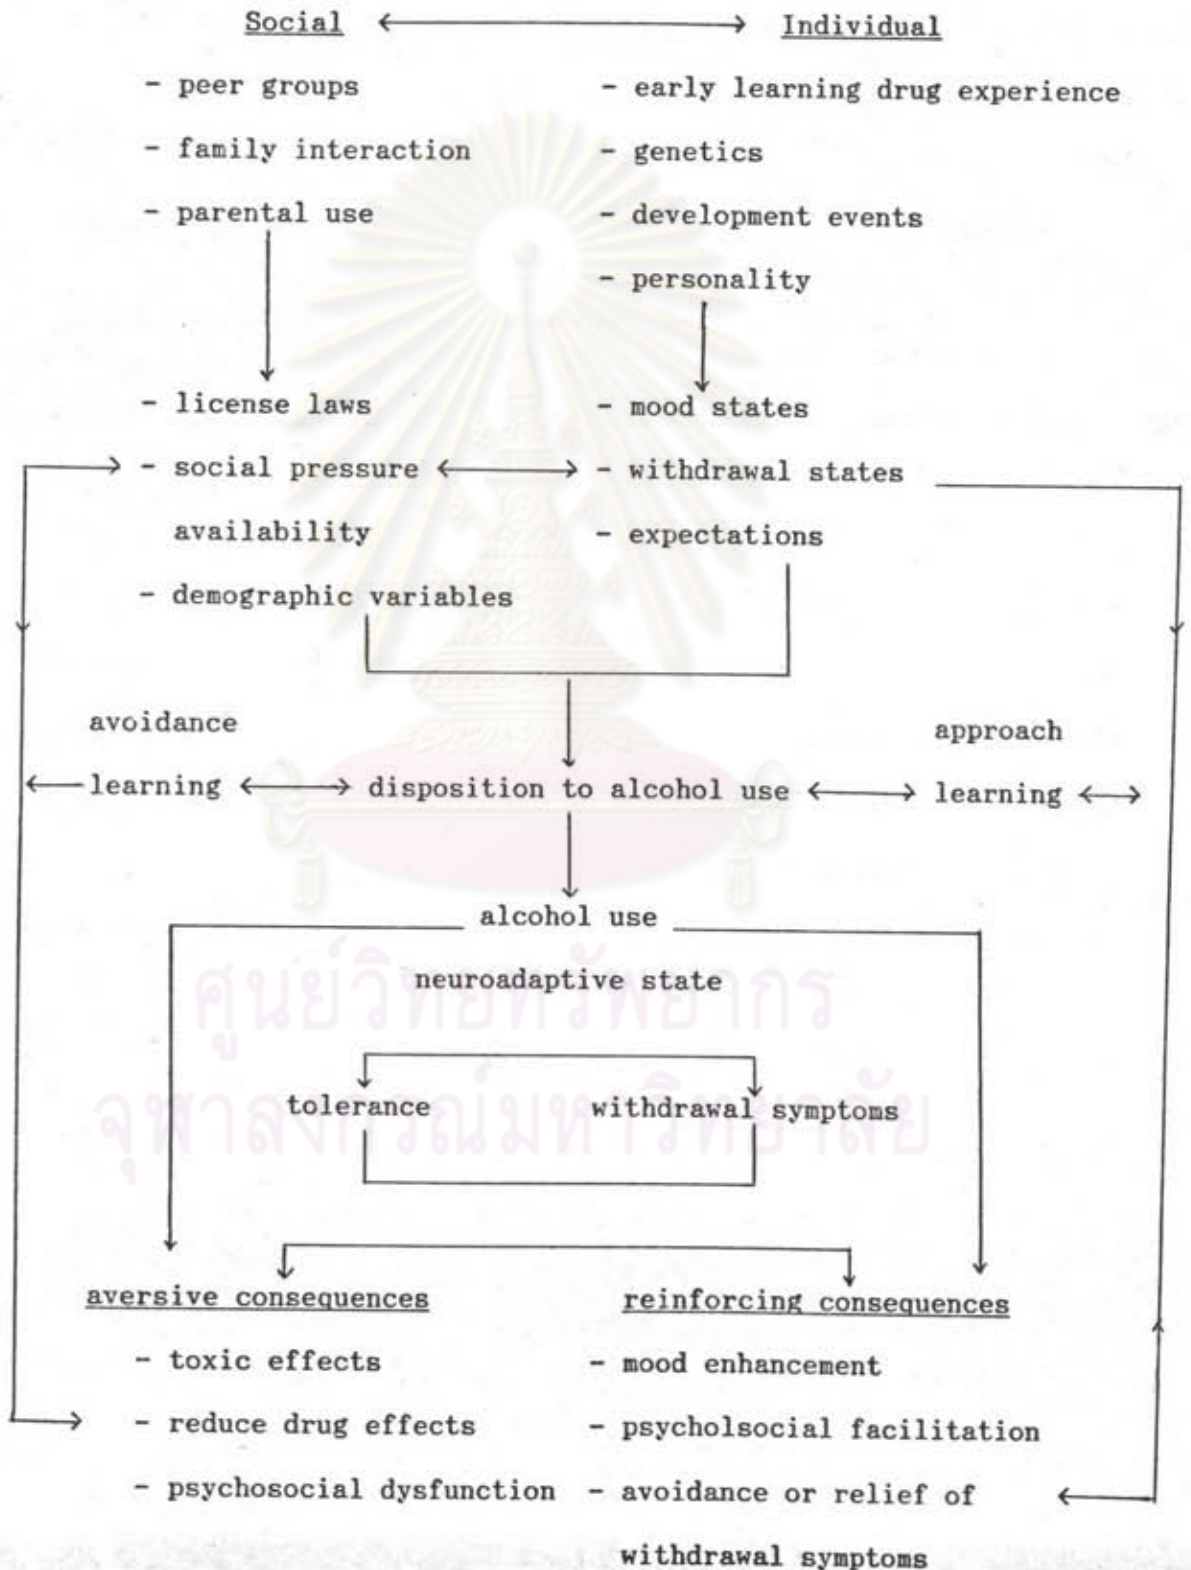 Social ←→ Individual
- peer groups - early learning drug experience
- family interaction - genetics
- parental use - development events
- personality
- license laws - mood states
→ - social pressure ←→ - withdrawal states
availability - expectations
- demographic variables
avoidance approach
← learning ←→ disposition to alcohol use ←→ learning ←→
alcohol use
neuroadaptive state
ศูนย์วิทยทรัพยากร
tolerance withdrawal symptoms
จุฬาลงกรณ์มหาวิทยาลัย
aversive consequences reinforcing consequences
- toxic effects - mood enhancement
→ - reduce drug effects - psycholsocial facilitation
- psychosocial dysfunction - avoidance or relief of ←
withdrawal symptoms